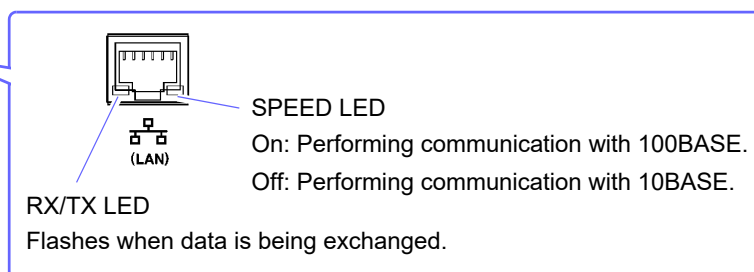 (LAN)
SPEED LED
On: Performing communication with 100BASE.
Off: Performing communication with 10BASE.
RX/TX LED
Flashes when data is being exchanged.